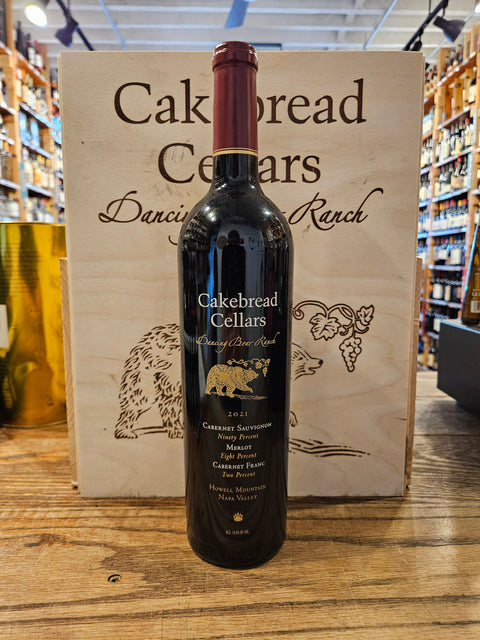 Cakebread
Cellars
Dancing Bear Ranch
Cakebread
Cellars
Dancing Bear Ranch
2021
CABERNET SAUVIGNON
Ninety Percent
MERLOT
Eight Percent
CABERNET FRANC
Two Percent
HOWELL MOUNTAIN
NAPA VALLEY